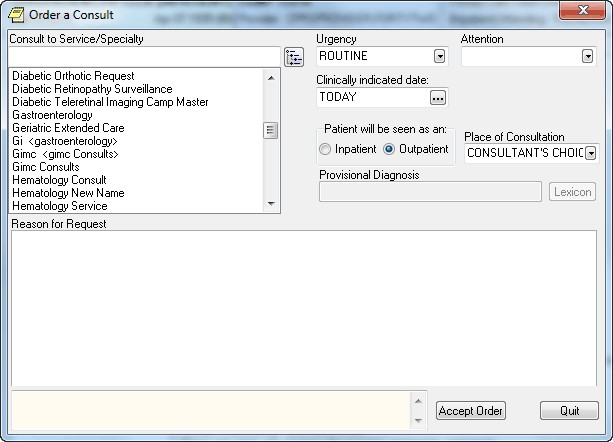 Order a Consult
Consult to Service/Specialty
Urgency
Attention
ROUTINE
Diabetic Orthotic Request
Diabetic Retinopathy Surveillance
Diabetic Teleretinal Imaging Camp Master
Gastroenterology
Geriatric Extended Care
Gi <gastroenterology>
Gimc <gimc Consults>
Gimc Consults
Hematology Consult
Hematology New Name
Hematology Service
Clinically indicated date:
TODAY
...
Patient will be seen as an:
Inpatient
Outpatient
Place of Consultation
CONSULTANT'S CHOIC
Provisional Diagnosis
Lexicon
Reason for Request
Accept Order
Quit